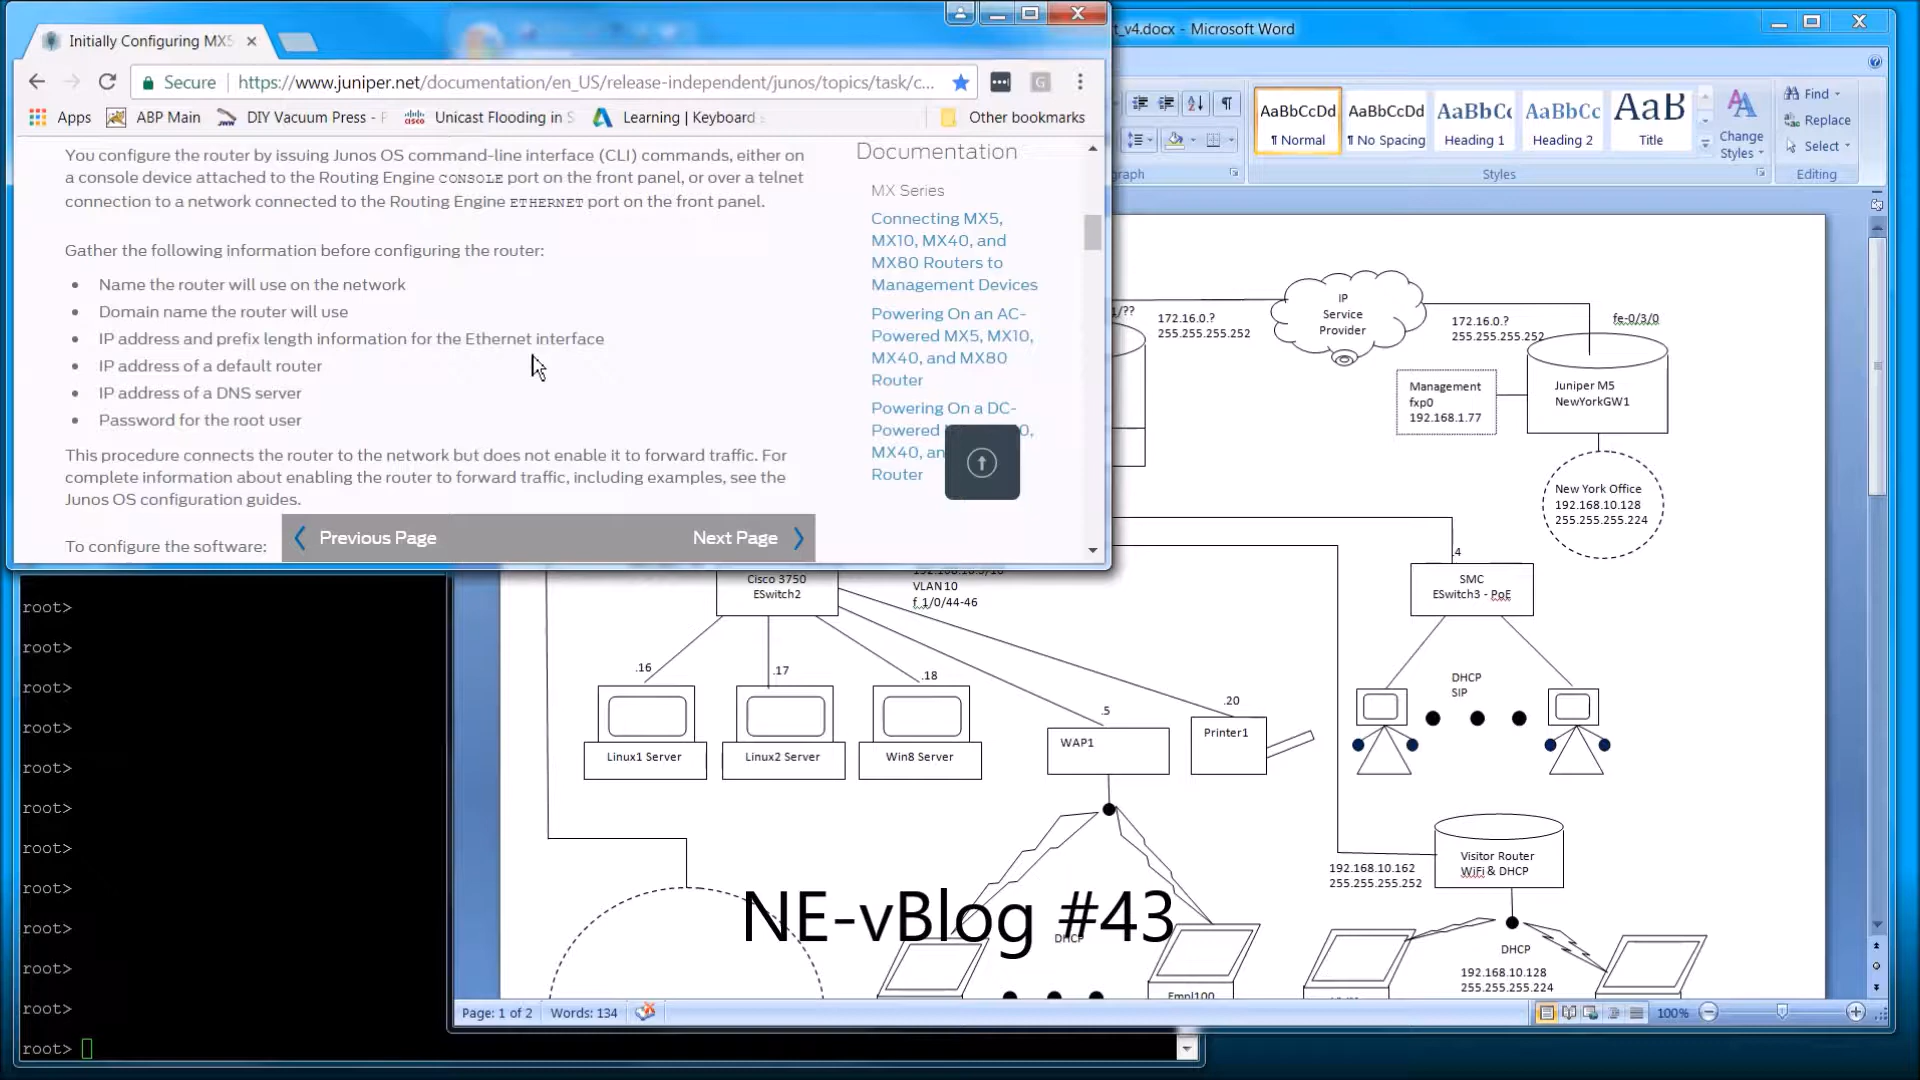 Initially Configuring MX5
Secure
https://www.juniper.net/documentation/en_US/release-independent/junos/topics/task/c...
Apps
ABP Main
DIY Vacuum Press -
Unicast Flooding in
Learning | Keyboard
Other bookmarks
You configure the router by issuing Junos OS command-line interface (CLI) commands, either on
a console device attached to the Routing Engine CONSOLE port on the front panel, or over a telnet
connection to a network connected to the Routing Engine ETHERNET port on the front panel.
Gather the following information before configuring the router:
Name the router will use on the network
Domain name the router will use
IP address and prefix length information for the Ethernet interface
IP address of a default router
IP address of a DNS server
Password for the root user
This procedure connects the router to the network but does not enable it to forward traffic. For
complete information about enabling the router to forward traffic, including examples, see the
Junos OS configuration guides.
To configure the software:
Previous Page
Next Page
Documentation
MX Series
Connecting MX5,
MX10, MX40, and
MX80 Routers to
Management Devices
Powering On an AC-
Powered MX5, MX10,
MX40, and MX80
Router
Powering On a DC-
Powered
MX40,
Router
t_v4.docx - Microsoft Word
AaBbCcDd
¶ Normal
AaBbCcDd
¶ No Spacing
AaBbCc
Heading 1
AaBbCc
Heading 2
AaB
Title
Change
Styles
Find
Replace
Select
graph
Styles
Editing
1/??
172.16.0.?
255.255.255.252
IP
Service
Provider
172.16.0.?
255.255.255.252
fe-0/3/0
Management
fxp0
192.168.1.77
Juniper M5
NewYorkGW1
New York Office
192.168.10.128
255.255.255.224
.4
Cisco 3750
ESwitch2
VLAN 10
f 1/0/44-46
SMC
ESwitch3 - PoE
.16
.17
.18
.5
.20
DHCP
SIP
Linux1 Server
Linux2 Server
Win8 Server
WAP1
Printer1
192.168.10.162
255.255.255.252
Visitor Router
WiFi & DHCP
NE-vBlog #43
DHCP
Empl100
DHCP
192.168.10.128
255.255.255.224
Page: 1 of 2
Words: 134
100%
root>
root>
root>
root>
root>
root>
root>
root>
root>
root>
root>
root>